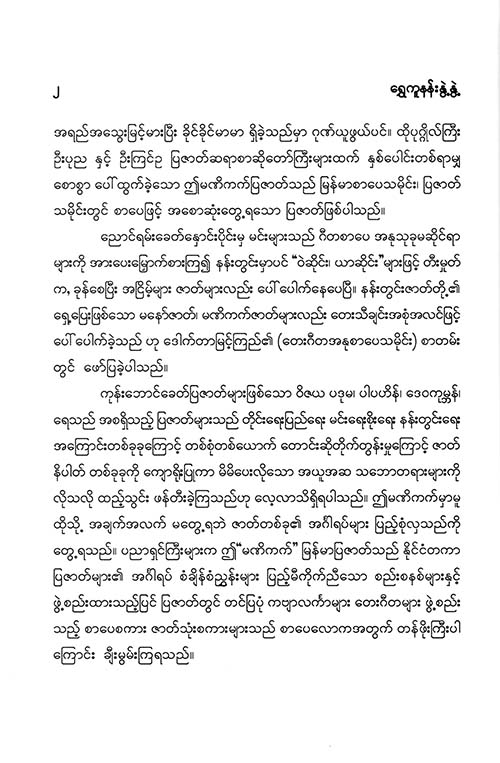 ၂ ရွှေကူနန်းနွဲ့နွဲ့
အရည်အသွေးမြင့်မားပြီး ခိုင်ခိုင်မာမာ ရှိခဲ့သည်မှာ ဂုဏ်ယူဖွယ်ပင်။ ထိုပုဂ္ဂိုလ်ကြီး
ဦးပုည နှင့် ဦးကြင်ဥ ပြဇာတ်ဆရာစာဆိုတော်ကြီးများထက် နှစ်ပေါင်းတစ်ရာမျှ
စောစွာ ပေါ်ထွက်ခဲ့သော ဤမဏိကက်ပြဇာတ်သည် မြန်မာစာပေသမိုင်း၊ ပြဇာတ်
သမိုင်းတွင် စာပေဖြင့် အစောဆုံးတွေ့ရသော ပြဇာတ်ဖြစ်ပါသည်။
ညောင်ရမ်းခေတ်နှောင်းပိုင်းမှ မင်းများသည် ဂီတစာပေ အနုသုခုမဆိုင်ရာ
များကို အားပေးမြှောက်စားကြ၍ နန်းတွင်းမှာပင် “ဝဲဆိုင်း၊ ယာဆိုင်း”များဖြင့် တီးမှုတ်
က, ခုန်စေပြီး အငြိမ့်များ ဇာတ်များလည်း ပေါ်ပေါက်နေပေပြီ။ နန်းတွင်းဇာတ်တို့၏
ရှေ့ပြေးဖြစ်သော မနော်ဇာတ်၊ မဏိကက်ဇာတ်များလည်း တေးသီချင်းအစုံအလင်ဖြင့်
ပေါ်ပေါက်ခဲ့သည် ဟု ဒေါက်တာမြင့်ကြည်၏ (တေးဂီတအနုစာပေသမိုင်း) စာတမ်း
တွင် ဖော်ပြခဲ့ပါသည်။
ကုန်းဘောင်ခေတ်ပြဇာတ်များဖြစ်သော ဝိဇယ ပဒုမ၊ ပါပဟိန်၊ ဒေဝကုမ္ဘန်၊
ရေသည် အစရှိသည့် ပြဇာတ်များသည် တိုင်းရေးပြည်ရေး မင်းရေးစိုးရေး နန်းတွင်းရေး
အကြောင်းတစ်ခုခုကြောင့် တစ်စုံတစ်ယောက် တောင်းဆိုတိုက်တွန်းမှုကြောင့် ဇာတ်
နိပါတ် တစ်ခုခုကို ကျောရိုးပြုကာ မိမိပေးလိုသော အယူအဆ သဘောတရားများကို
လိုသလို ထည့်သွင်း ဖန်တီးခဲ့ကြသည်ဟု လေ့လာသိရှိရပါသည်။ ဤမဏိကက်မှာမူ
ထိုသို့ အချက်အလက် မတွေ့ရဘဲ ဇာတ်တစ်ခု၏ အင်္ဂါရပ်များ ပြည့်စုံလှသည်ကို
တွေ့ရသည်။ ပညာရှင်ကြီးများက ဤ“မဏိကက်” မြန်မာပြဇာတ်သည် နိုင်ငံတကာ
ပြဇာတ်များ၏ အင်္ဂါရပ် စံချိန်စံညွှန်းများ ပြည့်မီကိုက်ညီသော စည်းစနစ်များနှင့်
ဖွဲ့စည်းထားသည့်ပြင် ပြဇာတ်တွင် တင်ပြပုံ ကဗျာလင်္ကာများ တေးဂီတများ ဖွဲ့စည်း
သည့် စာပေစကား ဇာတ်သုံးစကားများသည် စာပေလောကအတွက် တန်ဖိုးကြီးပါ
ကြောင်း ချီးမွမ်းကြရသည်။